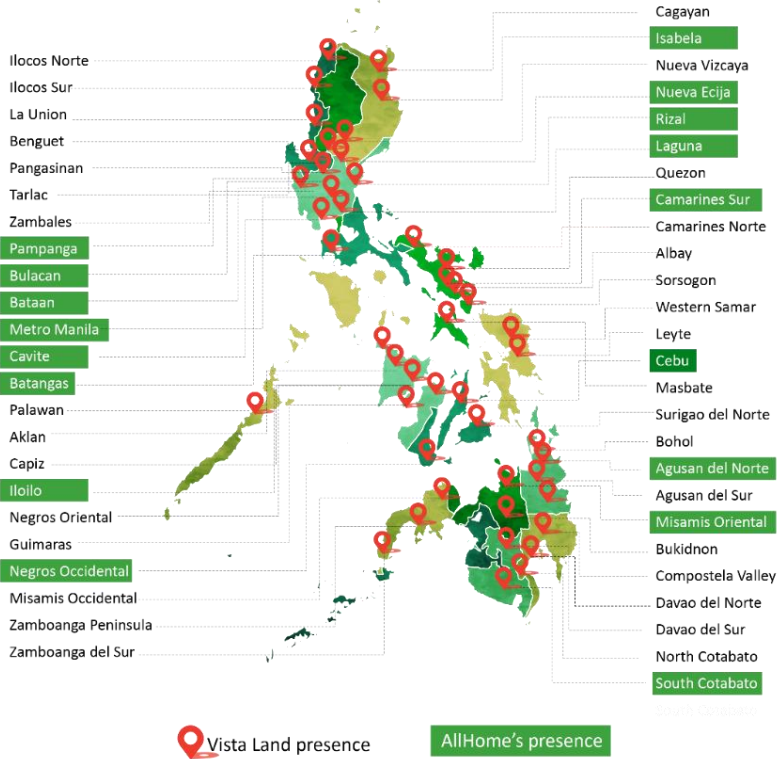 Ilocos Norte
Ilocos Sur
La Union
Benguet
Pangasinan
Tarlac
Zambales
Pampanga
Bulacan
Bataan
Metro Manila
Cavite
Batangas
Palawan
Aklan
Capiz
Iloilo
Negros Oriental
Guimaras
Negros Occidental
Misamis Occidental
Zamboanga Peninsula
Zamboanga del Sur
Cagayan
Isabela
Nueva Vizcaya
Nueva Ecija
Rizal
Laguna
Quezon
Camarines Sur
Camarines Norte
Albay
Sorsogon
Western Samar
Leyte
Cebu
Masbate
Surigao del Norte
Bohol
Agusan del Norte
Agusan del Sur
Misamis Oriental
Bukidnon
Compostela Valley
Davao del Norte
Davao del Sur
North Cotabato
South Cotabato
Vista Land presence
AllHome's presence